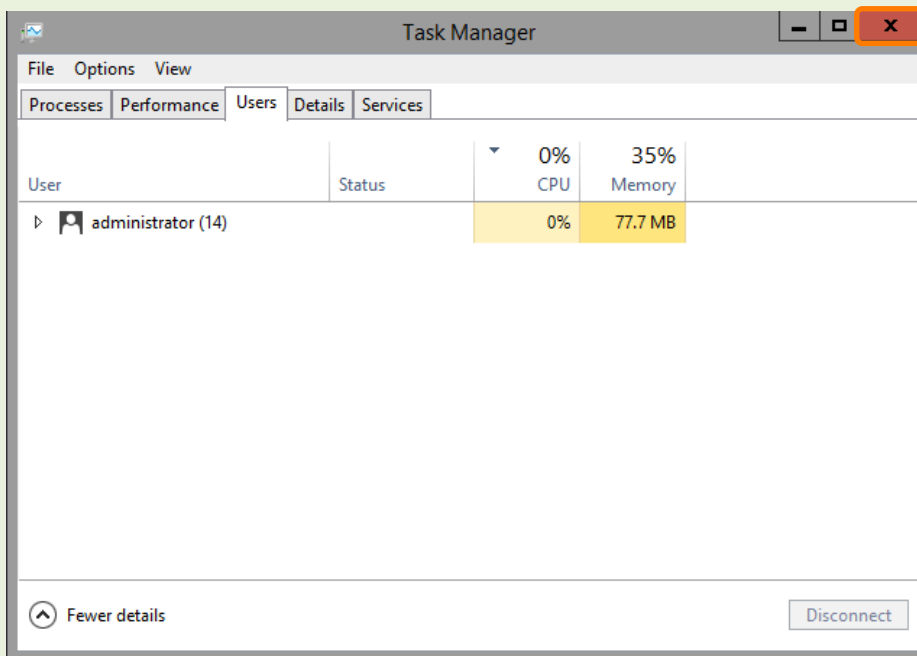 Task Manager
File Options View
Processes Performance Users Details Services
0% 35%
User Status CPU Memory
administrator (14) 0% 77.7 MB
Fewer details Disconnect